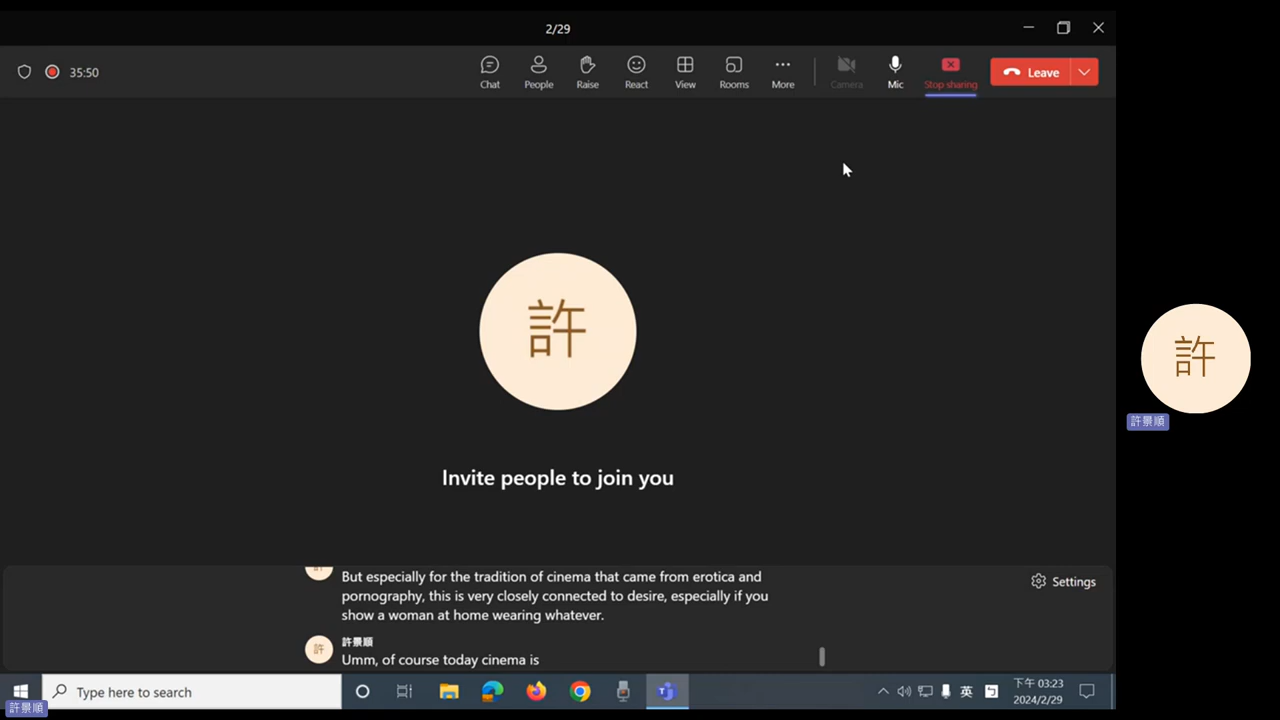 2/29
35:50
Chat
People
Raise
React
View
Rooms
More
Camera
Mic
Stop sharing
Leave
許
許
許景順
Invite people to join you
But especially for the tradition of cinema that came from erotica and
pornography, this is very closely connected to desire, especially if you
show a woman at home wearing whatever.
Settings
許
許景順
Umm, of course today cinema is
Type here to search
英
下午 03:23
2024/2/29
許景順